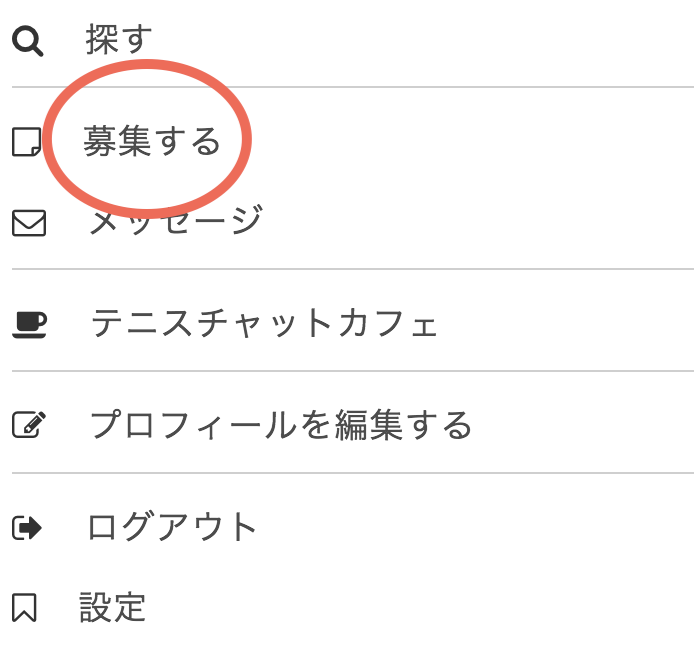 探す
募集する
メッセージ
テニスチャットカフェ
プロフィールを編集する
ログアウト
設定